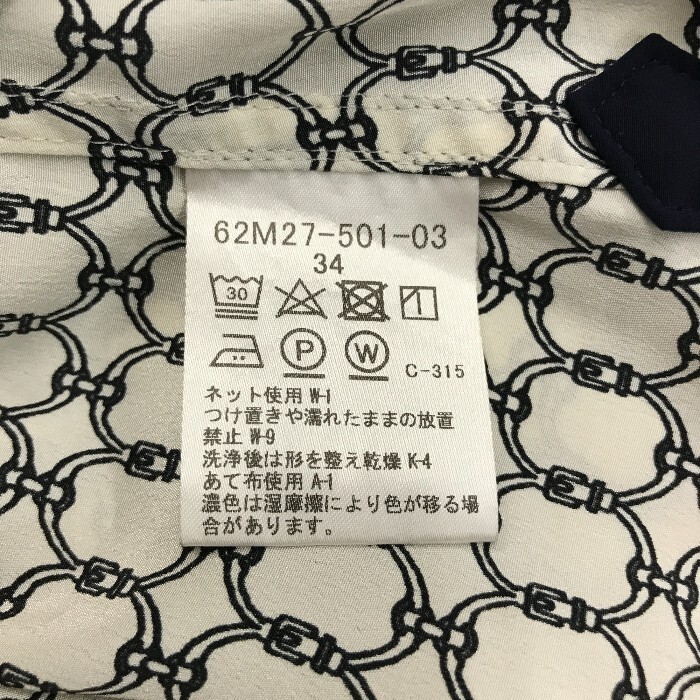 62M27-501-03
34
30
P W C-315
ネット使用 W-1
つけ置きや濡れたままの放置
禁止 W-9
洗浄後は形を整え乾燥 K-4
あて布使用 A-1
濃色は湿摩擦により色が移る場
合があります。